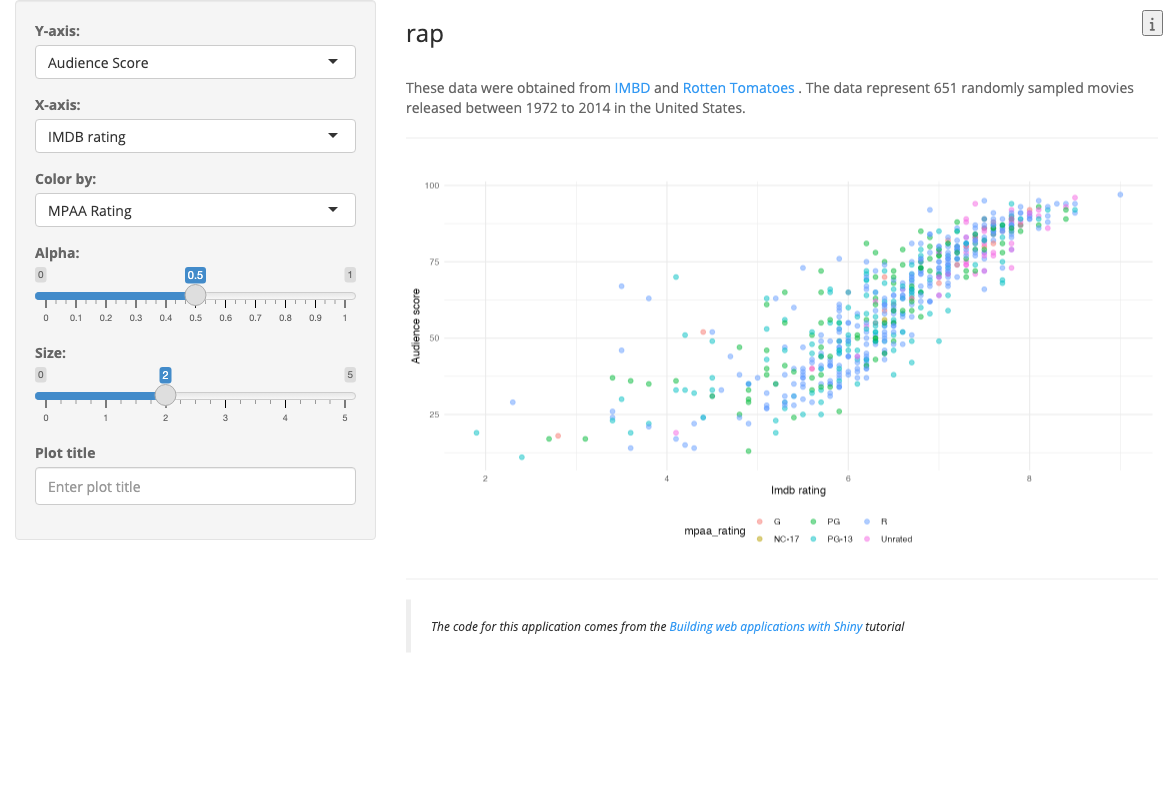 Y-axis:
Audience Score
X-axis:
IMDB rating
Color by:
MPAA Rating
Alpha:
0 0.5 1
0 0.1 0.2 0.3 0.4 0.5 0.6 0.7 0.8 0.9 1
Size:
0 2 5
0 1 2 3 4 5
Plot title
Enter plot title
i
rap
These data were obtained from IMBD and Rotten Tomatoes . The data represent 651 randomly sampled movies
released between 1972 to 2014 in the United States.
100
75
50
25
Audience score
2 4 6 8
Imdb rating
mpaa_rating
G PG R
NC-17 PG-13 Unrated
The code for this application comes from the Building web applications with Shiny tutorial